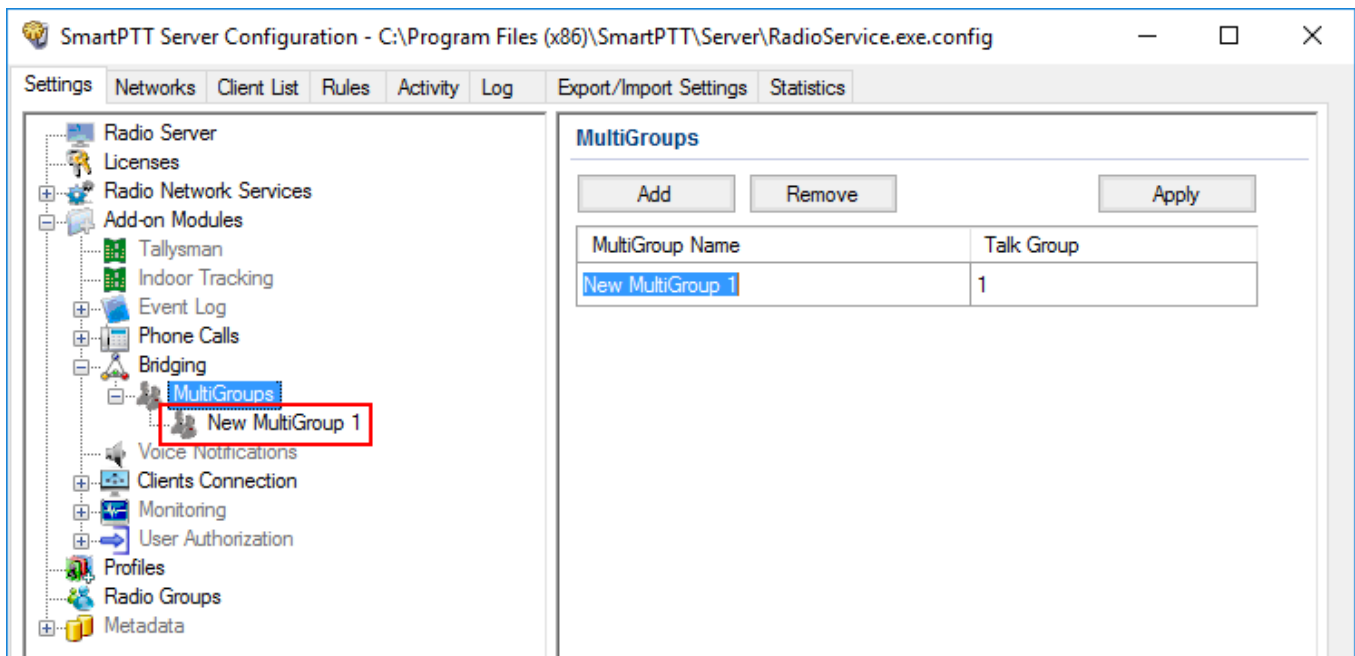 SmartPTT Server Configuration - C:\Program Files (x86)\SmartPTT\Server\RadioService.exe.config
Settings Networks Client List Rules Activity Log Export/Import Settings Statistics
Radio Server
Licenses
Radio Network Services
Add-on Modules
Tallysman
Indoor Tracking
Event Log
Phone Calls
Bridging
MultiGroups
New MultiGroup 1
Voice Notifications
Clients Connection
Monitoring
User Authorization
Profiles
Radio Groups
Metadata
MultiGroups
Add Remove Apply
MultiGroup Name Talk Group
New MultiGroup 1 1